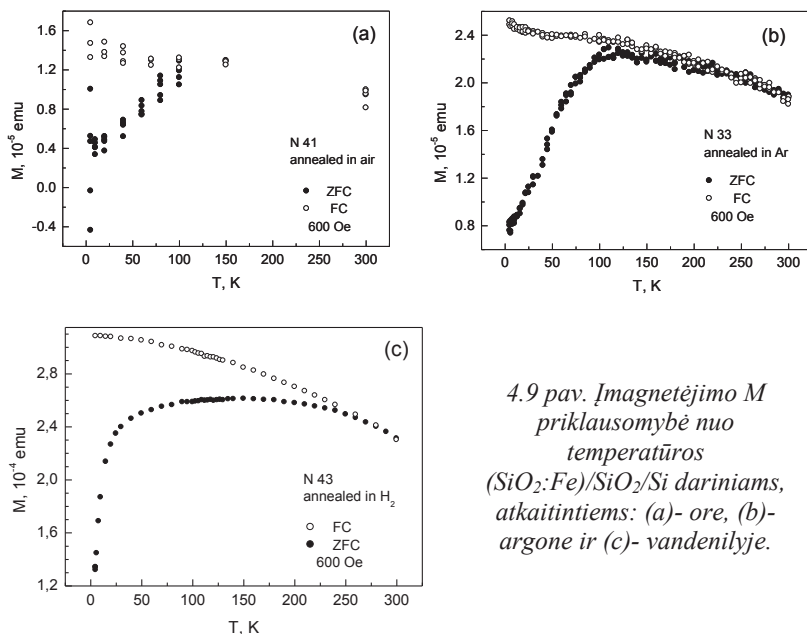 (a)
1.6
1.2
0.8
0.4
0.0
-0.4
M, 10⁻⁵ emu
N 41
annealed in air
ZFC
FC
600 Oe
0 50 100 150 200 250 300
T, K
(b)
2.4
2.0
1.6
1.2
0.8
M, 10⁻⁵ emu
N 33
annealed in Ar
ZFC
FC
600 Oe
0 50 100 150 200 250 300
T, K
(c)
2,8
2,4
2,0
1,6
1,2
M, 10⁻⁴ emu
N 43
annealed in H₂
FC
ZFC
600 Oe
0 50 100 150 200 250 300
T, K
4.9 pav. Įmagnetėjimo M
priklausomybė nuo
temperatūros
(SiO₂:Fe)/SiO₂/Si dariniams,
atkaitintiems: (a)- ore, (b)-
argone ir (c)- vandenilyje.